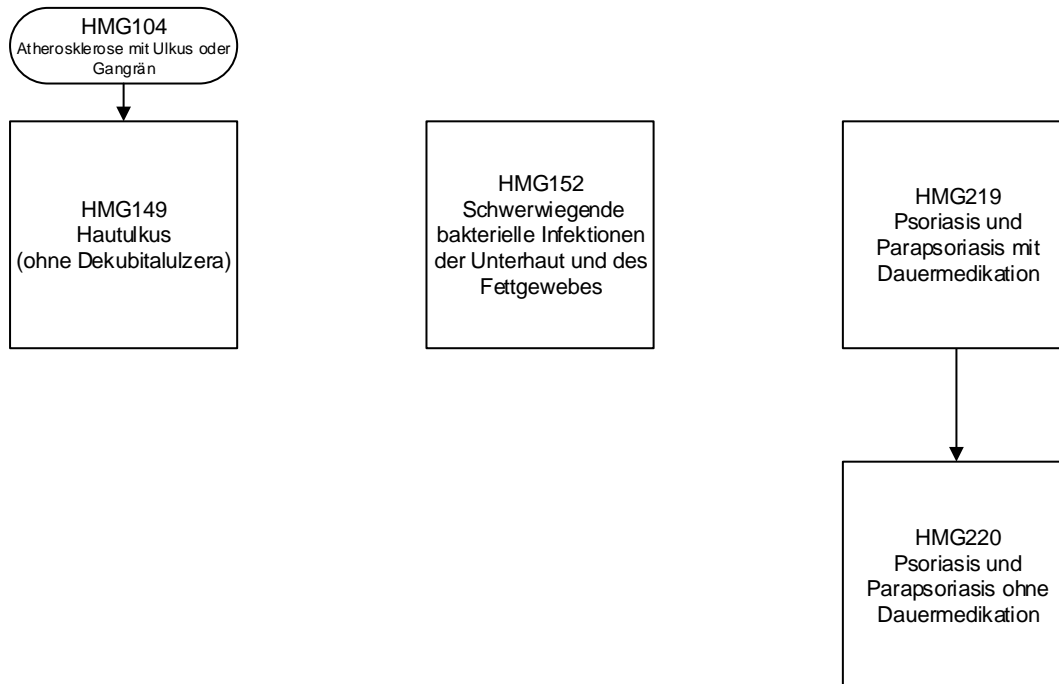 HMG104
Atherosklerose mit Ulkus oder
Gangrän
HMG149
Hautulkus
(ohne Dekubitalulzera)
HMG152
Schwerwiegende
bakterielle Infektionen
der Unterhaut und des
Fettgewebes
HMG219
Psoriasis und
Parapsoriasis mit
Dauermedikation
HMG220
Psoriasis und
Parapsoriasis ohne
Dauermedikation